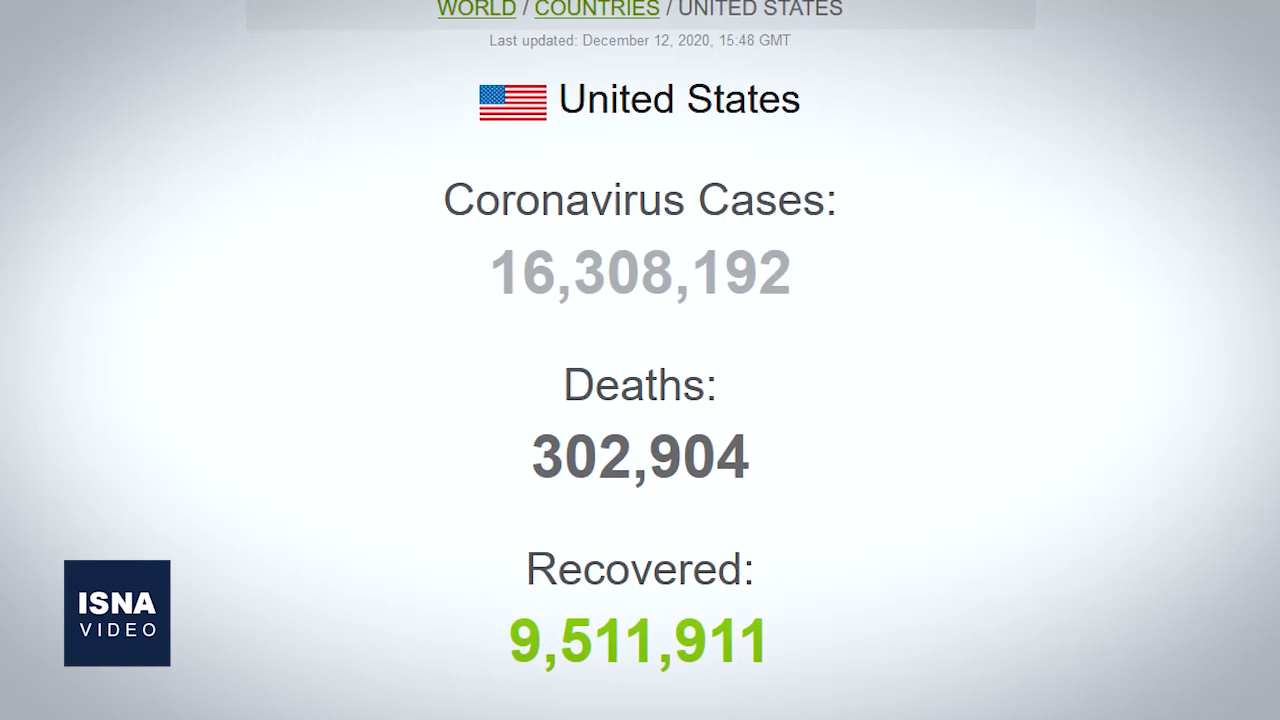 WORLD / COUNTRIES / UNITED STATES
Last updated: December 12, 2020, 15:48 GMT
United States
Coronavirus Cases:
16,308,192
Deaths:
302,904
Recovered:
9,511,911
ISNA
VIDEO